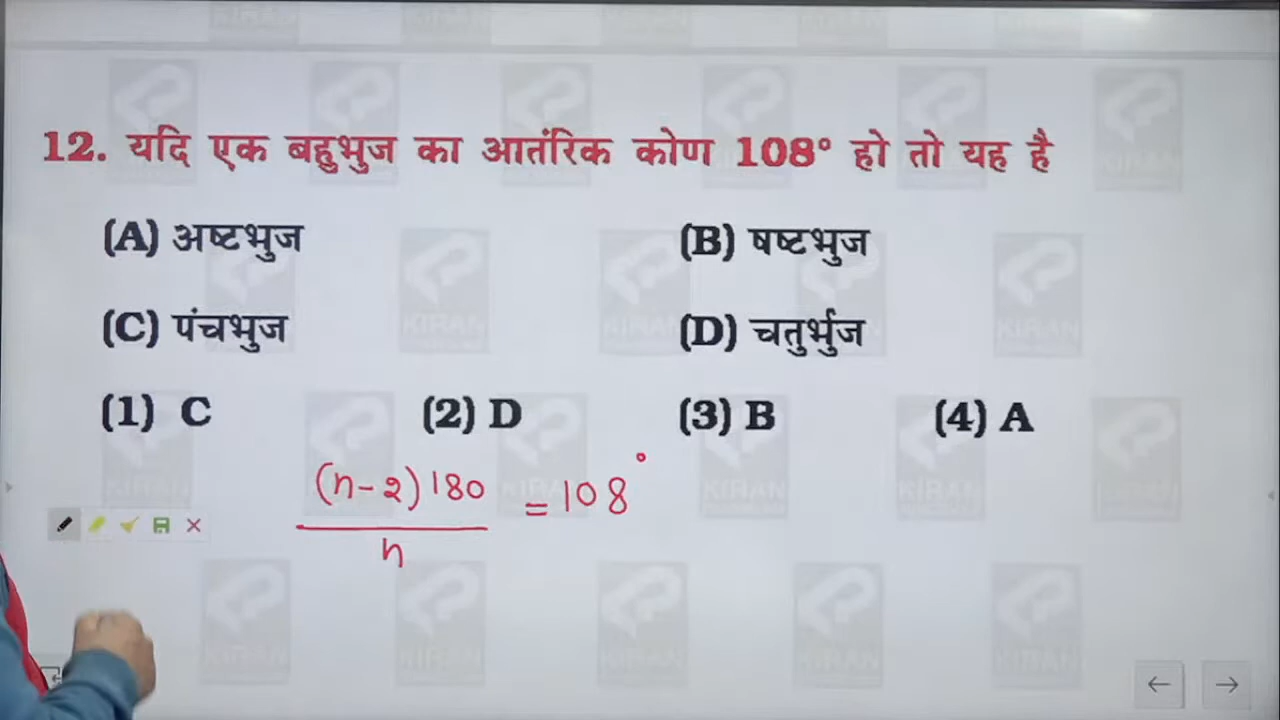 12. यदि एक बहुभुज का आतंरिक कोण 108° हो तो यह है
(A) अष्टभुज (B) षष्टभुज
(C) पंचभुज (D) चतुर्भुज
(1) C (2) D (3) B (4) A
(n-2)180 = 108°
n
KIRAN